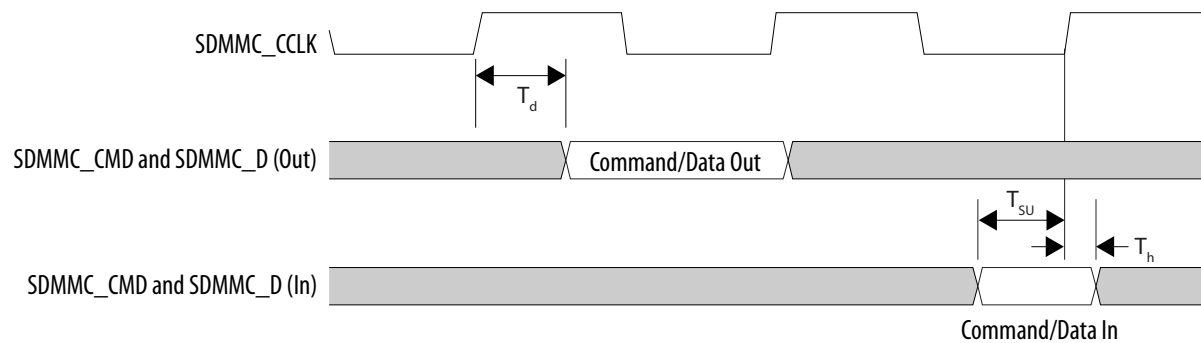 SDMMC_CCLK
T_d
SDMMC_CMD and SDMMC_D (Out)
Command/Data Out
T_SU
T_h
SDMMC_CMD and SDMMC_D (In)
Command/Data In